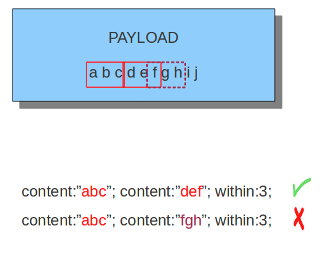 PAYLOAD
a b c d e f g h i j
content:”abc”; content:”def”; within:3;
content:”abc”; content:”fgh”; within:3;